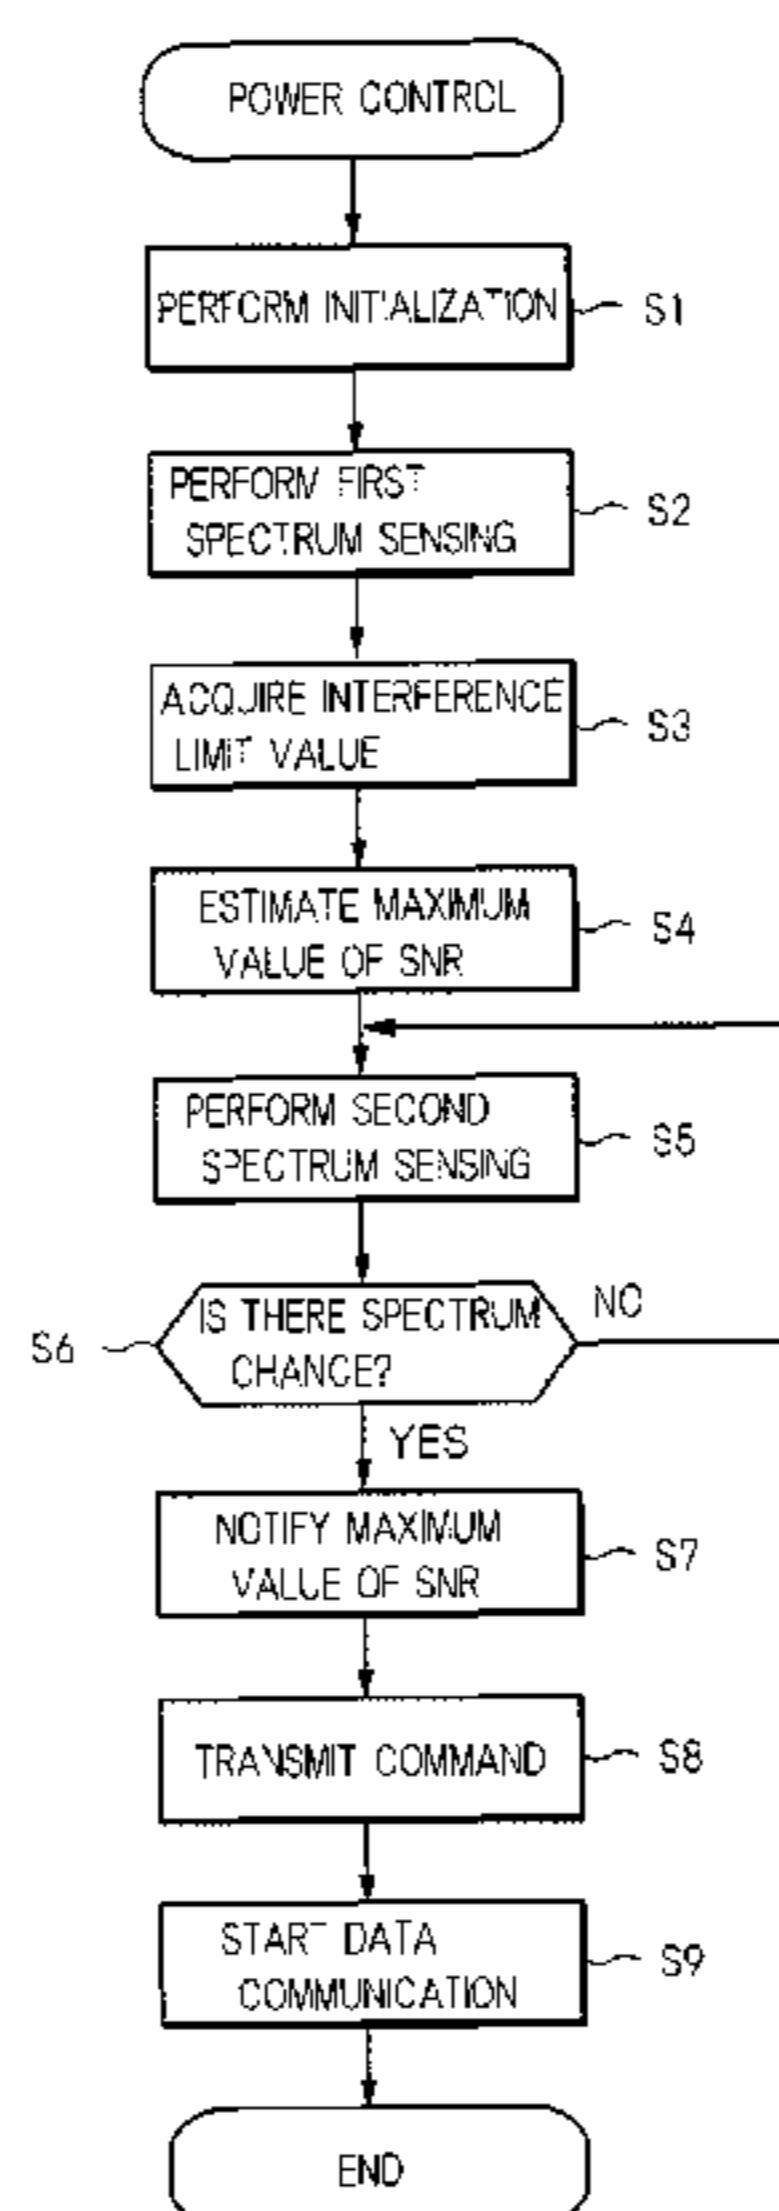 POWER CONTROL
PERFORM INITIALIZATION
S1
PERFORM FIRST
SPECTRUM SENSING
S2
ACQUIRE INTERFERENCE
LIMIT VALUE
S3
ESTIMATE MAXIMUM
VALUE OF SNR
S4
PERFORM SECOND
SPECTRUM SENSING
S5
IS THERE SPECTRUM
CHANCE?
S6
NO
YES
NOTIFY MAXIMUM
VALUE OF SNR
S7
TRANSMIT COMMAND
S8
START DATA
COMMUNICATION
S9
END